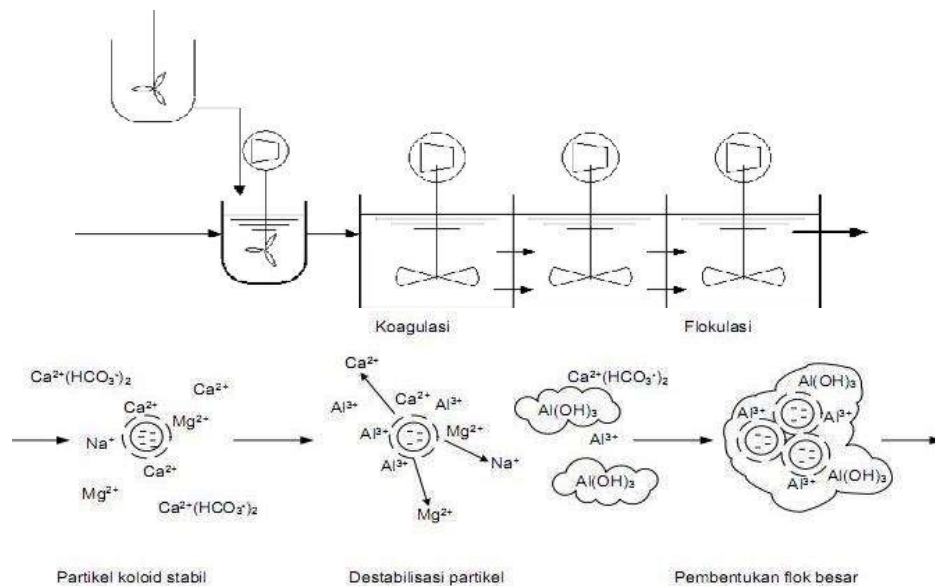 Koagulasi
Flokulasi
Ca²⁺(HCO₃⁻)₂
Ca²⁺
Ca²⁺
Mg²⁺
Na⁺
Ca²⁺
Mg²⁺
Ca²⁺(HCO₃⁻)₂
Ca²⁺
Ca²⁺
Al³⁺
Al³⁺
Mg²⁺
Al³⁺
Na⁺
Mg²⁺
Ca²⁺(HCO₃⁻)₂
Al(OH)₃
Al³⁺
Al(OH)₃
Al(OH)₃
Al³⁺
Al³⁺
Al³⁺
Al(OH)₃
Partikel koloid stabil
Destabilisasi partikel
Pembentukan flok besar